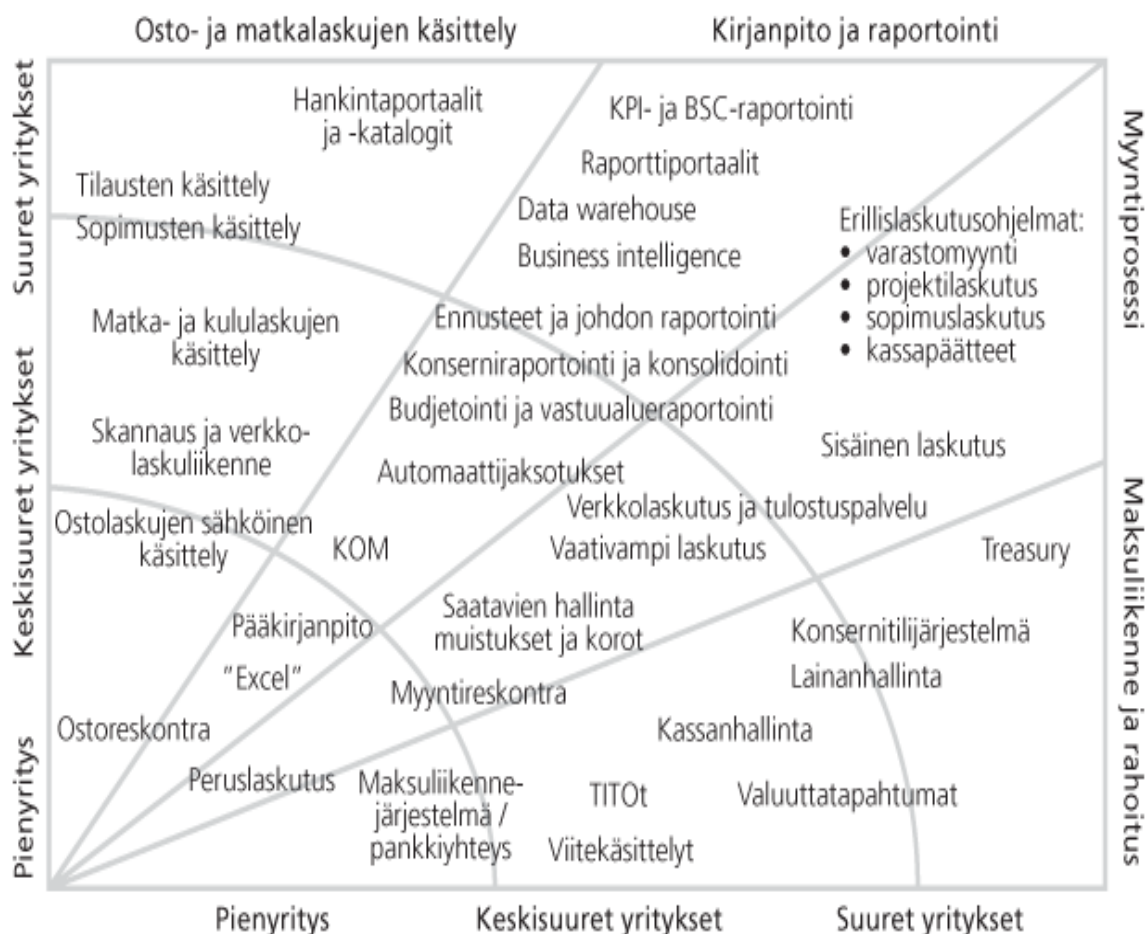 Osto- ja matkalaskujen käsittely
Kirjanpito ja raportointi
Suuret yritykset
Keskisuuret yritykset
Pienyritys
Myyntiprosessi
Maksuliikenne ja rahoitus
Hankintaportaalit
ja -katalogit
Tilausten käsittely
Sopimusten käsittely
Matka- ja kululaskujen
käsittely
Skannaus ja verkko-
laskuliikenne
Ostolaskujen sähköinen
käsittely
Ostoreskontra
KPI- ja BSC-raportointi
Raporttiportaalit
Data warehouse
Business intelligence
Ennusteet ja johdon raportointi
Konserniraportointi ja konsolidointi
Budjetointi ja vastuualueraportointi
Automaattijaksotukset
KOM
Pääkirjanpito
"Excel"
Erillislaskutusohjelmat:
• varastomyynti
• projektilaskutus
• sopimuslaskutus
• kassapäätteet
Sisäinen laskutus
Verkkolaskutus ja tulostuspalvelu
Vaativampi laskutus
Saatavien hallinta
muistukset ja korot
Myyntireskontra
Peruslaskutus
Treasury
Konsernitilijärjestelmä
Lainanhallinta
Kassanhallinta
Valuuttatapahtumat
TITOt
Viitekäsittelyt
Maksuliikenne-
järjestelmä /
pankkiyhteys
Pienyritys
Keskisuuret yritykset
Suuret yritykset